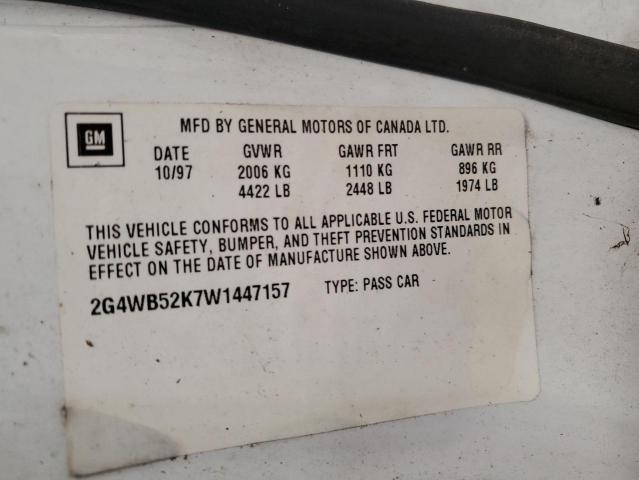 GM
MFD BY GENERAL MOTORS OF CANADA LTD.
DATE GVWR GAWR FRT GAWR RR
10/97 2006 KG 1110 KG 896 KG
4422 LB 2448 LB 1974 LB
THIS VEHICLE CONFORMS TO ALL APPLICABLE U.S. FEDERAL MOTOR
VEHICLE SAFETY, BUMPER, AND THEFT PREVENTION STANDARDS IN
EFFECT ON THE DATE OF MANUFACTURE SHOWN ABOVE.
2G4WB52K7W1447157 TYPE: PASS CAR